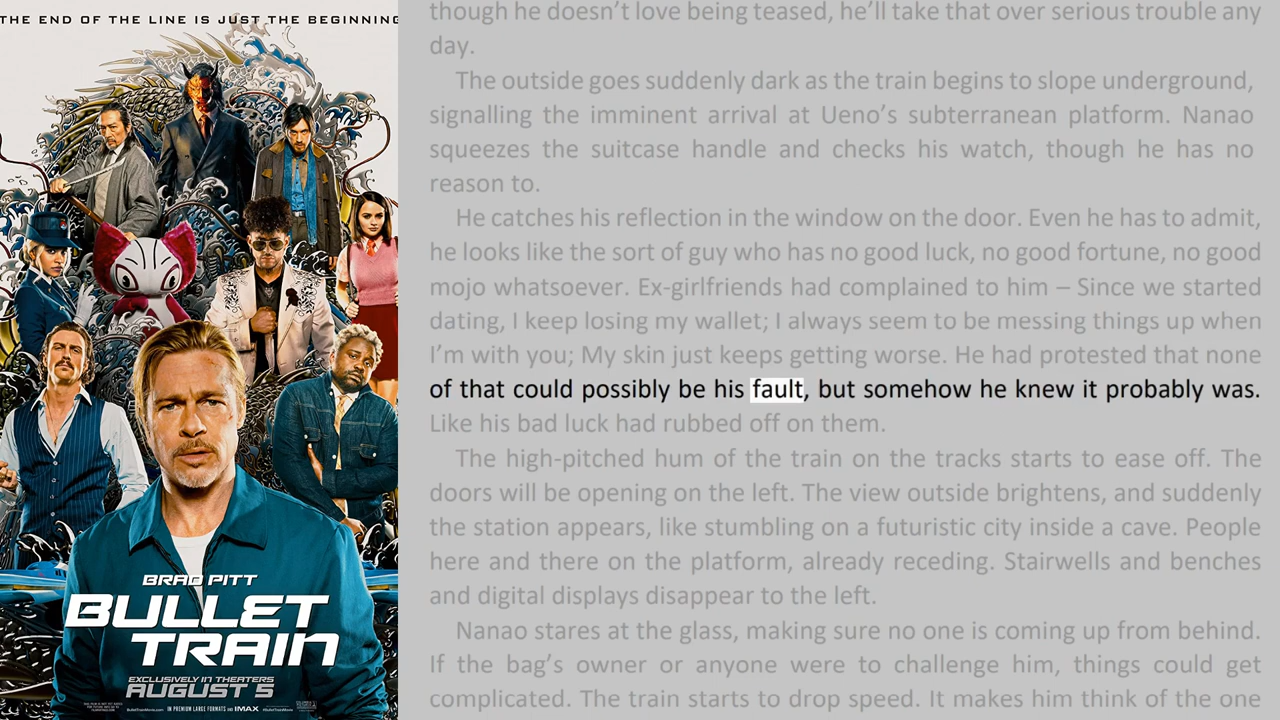 THE END OF THE LINE IS JUST THE BEGINNING
BRAD PITT
BULLET
TRAIN
EXCLUSIVELY IN THEATERS
AUGUST 5
BulletTrainMovie.com
IN PREMIUM LARGE FORMATS AND IMAX
#BulletTrainMovie
though he doesn’t love being teased, he’ll take that over serious trouble any
day.
The outside goes suddenly dark as the train begins to slope underground,
signalling the imminent arrival at Ueno’s subterranean platform. Nanao
squeezes the suitcase handle and checks his watch, though he has no
reason to.
He catches his reflection in the window on the door. Even he has to admit,
he looks like the sort of guy who has no good luck, no good fortune, no good
mojo whatsoever. Ex-girlfriends had complained to him – Since we started
dating, I keep losing my wallet; I always seem to be messing things up when
I’m with you; My skin just keeps getting worse. He had protested that none
of that could possibly be his fault, but somehow he knew it probably was.
Like his bad luck had rubbed off on them.
The high-pitched hum of the train on the tracks starts to ease off. The
doors will be opening on the left. The view outside brightens, and suddenly
the station appears, like stumbling on a futuristic city inside a cave. People
here and there on the platform, already receding. Stairwells and benches
and digital displays disappear to the left.
Nanao stares at the glass, making sure no one is coming up from behind.
If the bag’s owner or anyone were to challenge him, things could get
complicated. The train starts to lose speed. It makes him think of the one